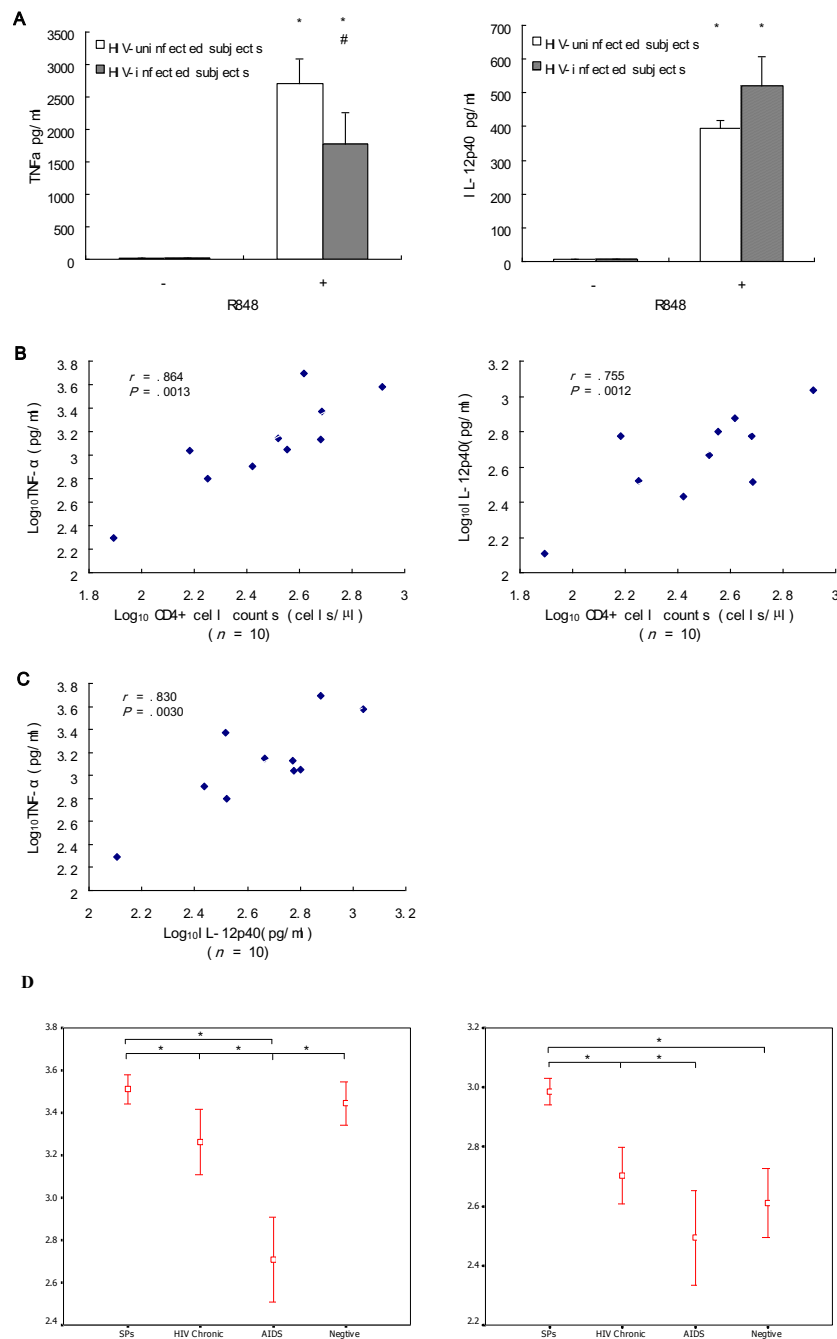 A
* *
#
HIV-uninfected subjects
HIV-infected subjects
TNFa pg/ml
3500
3000
2500
2000
1500
1000
500
0
- +
R848
* *
HIV-uninfected subjects
HIV-infected subjects
IL-12p40 pg/ml
700
600
500
400
300
200
100
0
- +
R848
B
r = .864
P = .0013
Log10TNF-α(pg/ml)
3.8
3.6
3.4
3.2
3
2.8
2.6
2.4
2.2
2
1.8 2 2.2 2.4 2.6 2.8 3
Log10 CD4+ cell counts (cells/μl)
(n = 10)
r = .755
P = .0012
Log10IL-12p40(pg/ml)
3.2
3
2.8
2.6
2.4
2.2
2
1.8 2 2.2 2.4 2.6 2.8 3
Log10 CD4+ cell counts (cells/μl)
(n = 10)
C
r = .830
P = .0030
Log10TNF-α(pg/ml)
3.8
3.6
3.4
3.2
3
2.8
2.6
2.4
2.2
2
2 2.2 2.4 2.6 2.8 3 3.2
Log10IL-12p40(pg/ml)
(n = 10)
D
3.8
3.6
3.4
3.2
3.0
2.8
2.6
2.4
*
* * *
SPs HIV Chronic AIDS Negtive
3.2
3.0
2.8
2.6
2.4
2.2
*
* *
SPs HIV Chronic AIDS Negtive